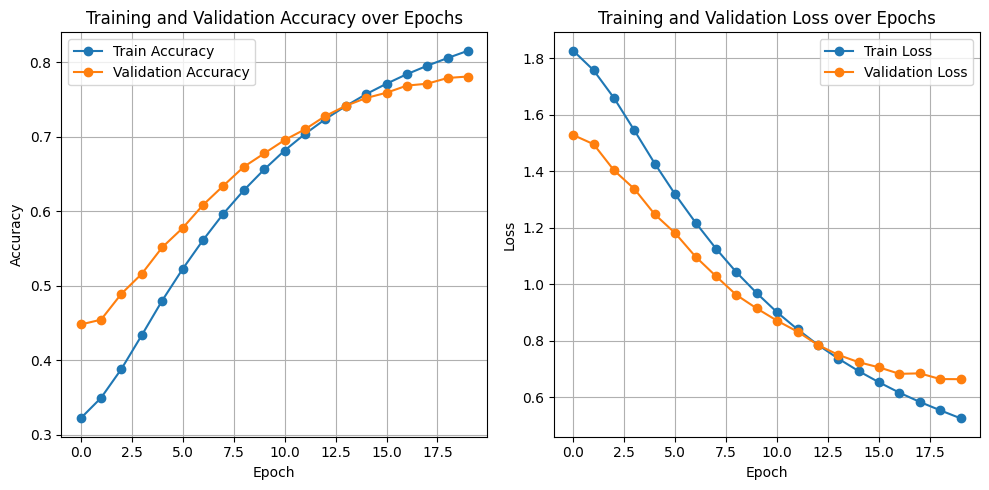 Training and Validation Accuracy over Epochs
Train Accuracy
Validation Accuracy
0.8
0.7
0.6
0.5
0.4
0.3
Accuracy
0.0 2.5 5.0 7.5 10.0 12.5 15.0 17.5
Epoch
Training and Validation Loss over Epochs
Train Loss
Validation Loss
1.8
1.6
1.4
1.2
1.0
0.8
0.6
Loss
0.0 2.5 5.0 7.5 10.0 12.5 15.0 17.5
Epoch